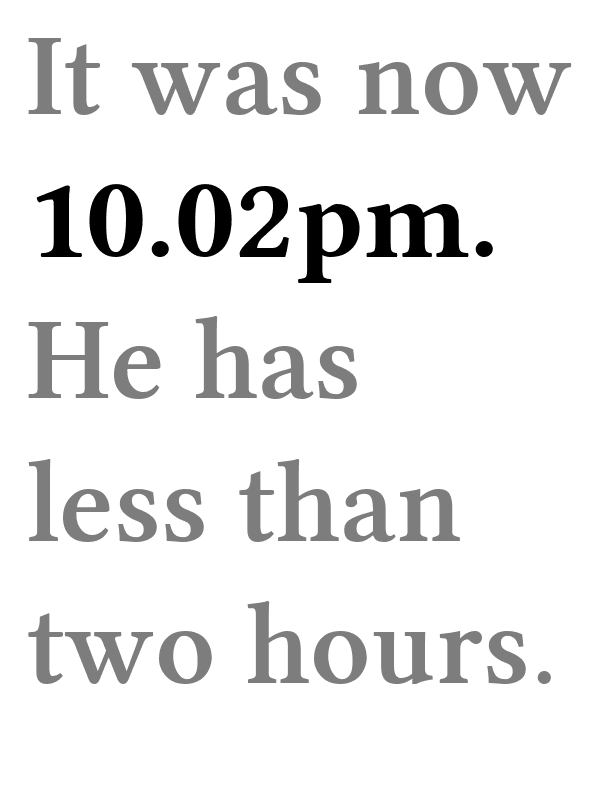 It was now
10.02pm.
He has
less than
two hours.